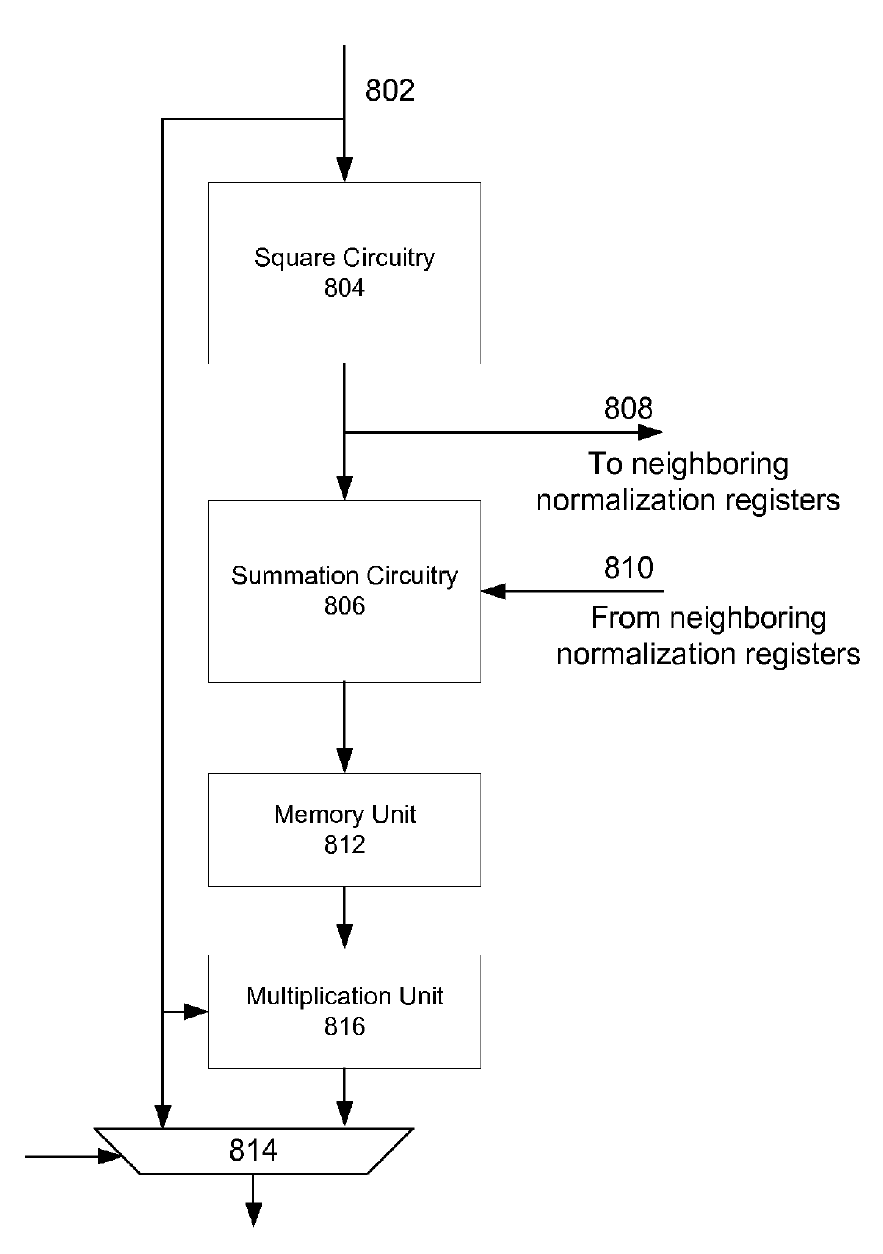 802
Square Circuitry
804
808
To neighboring
normalization registers
Summation Circuitry
806
810
From neighboring
normalization registers
Memory Unit
812
Multiplication Unit
816
814